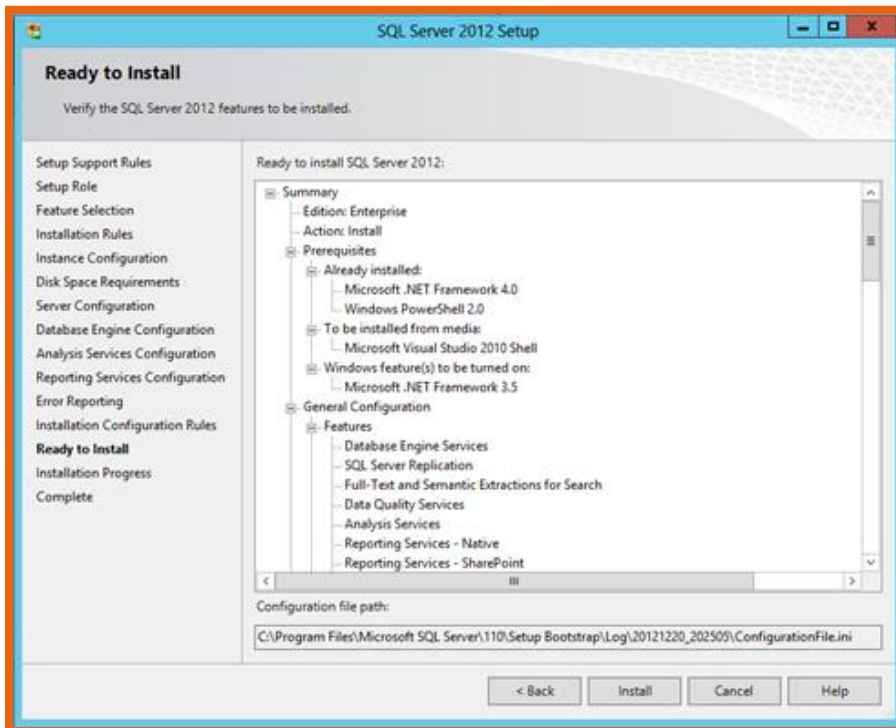 SQL Server 2012 Setup
Ready to Install
Verify the SQL Server 2012 features to be installed.
Setup Support Rules
Setup Role
Feature Selection
Installation Rules
Instance Configuration
Disk Space Requirements
Server Configuration
Database Engine Configuration
Analysis Services Configuration
Reporting Services Configuration
Error Reporting
Installation Configuration Rules
Ready to Install
Installation Progress
Complete
Ready to install SQL Server 2012:
Summary
Edition: Enterprise
Action: Install
Prerequisites
Already installed:
Microsoft .NET Framework 4.0
Windows PowerShell 2.0
To be installed from media:
Microsoft Visual Studio 2010 Shell
Windows feature(s) to be turned on:
Microsoft .NET Framework 3.5
General Configuration
Features
Database Engine Services
SQL Server Replication
Full-Text and Semantic Extractions for Search
Data Quality Services
Analysis Services
Reporting Services - Native
Reporting Services - SharePoint
Configuration file path:
C:\Program Files\Microsoft SQL Server\110\Setup Bootstrap\Log\20121220_202505\ConfigurationFile.ini
< Back
Install
Cancel
Help